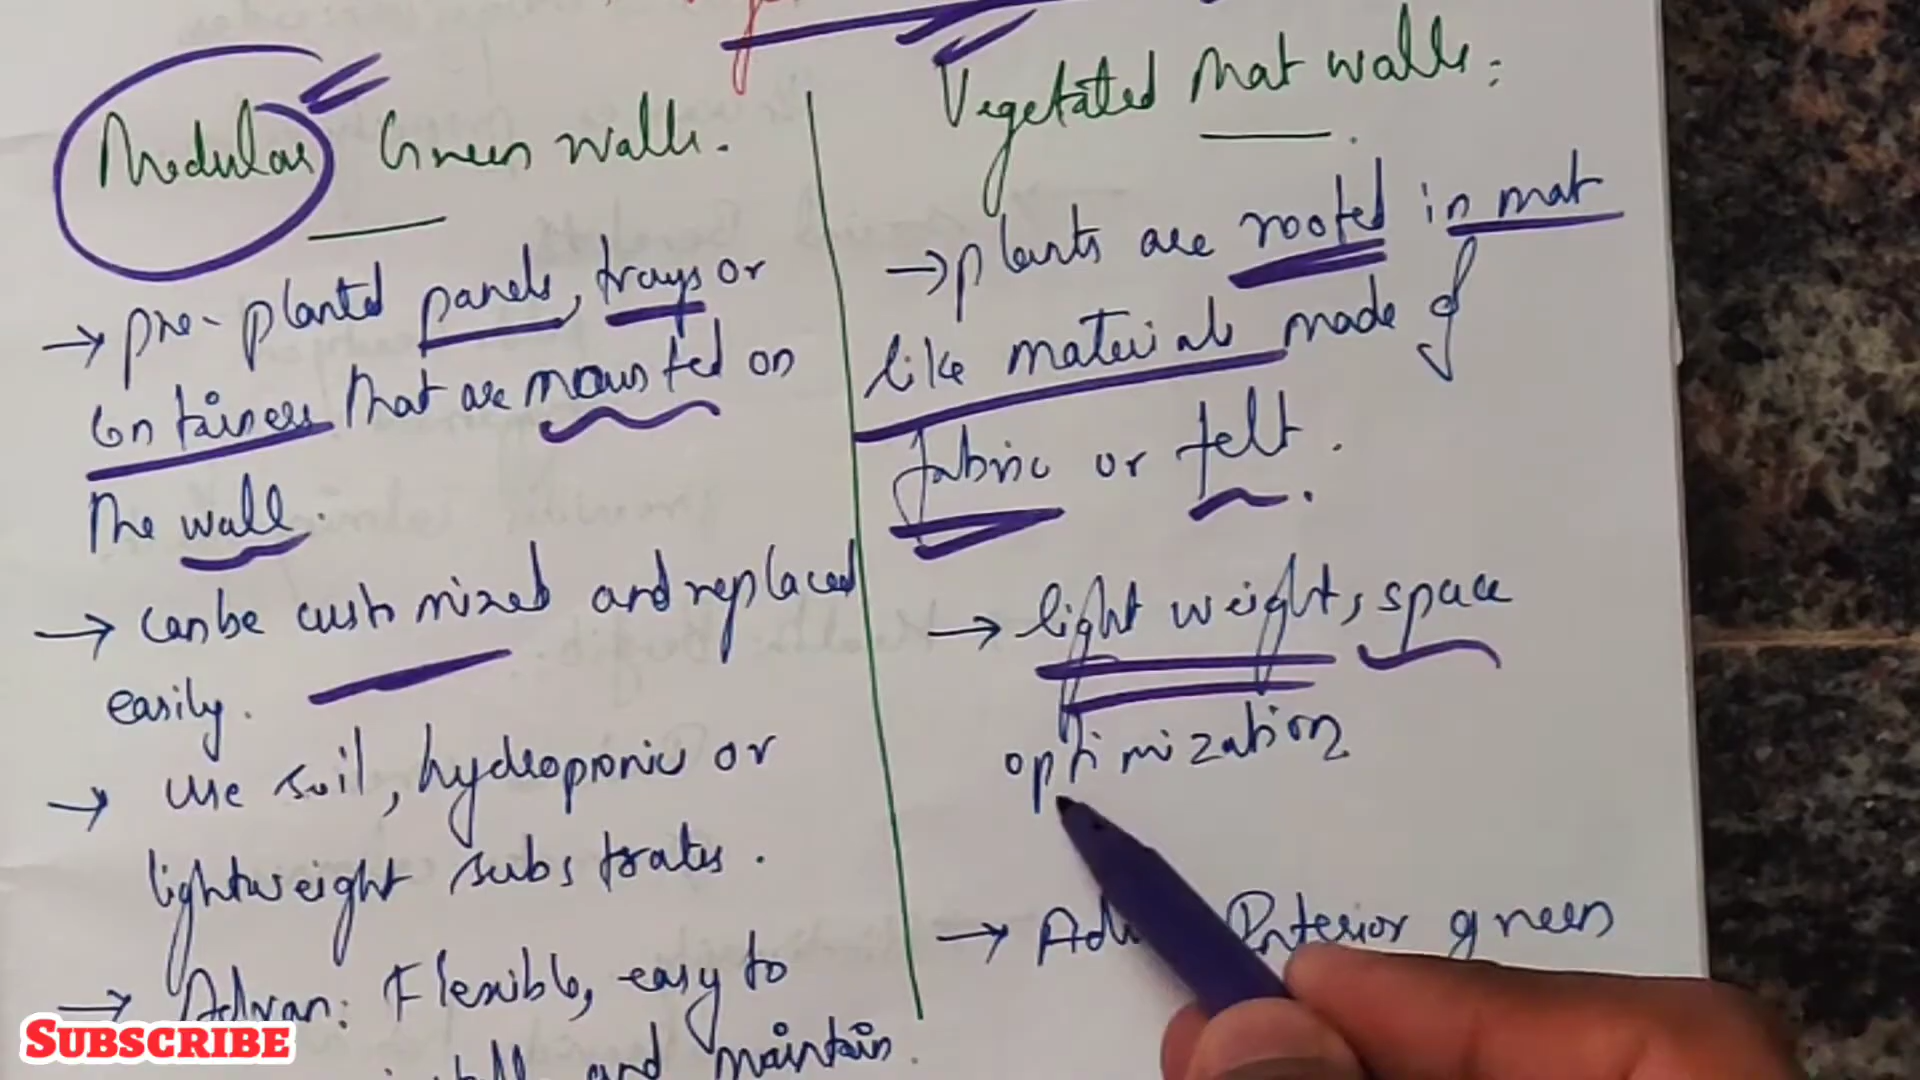 Modular Green walls.
→ pre-planted panels, trays or
containers that are mounted on
the wall.
→ can be customized and replaced
easily.
→ use soil, hydroponic or
lightweight substrates.
→ Advan: Flexible, easy to
and maintain.
Vegetated Mat walls:
→ plants are rooted in mat
like materials made of
fabric or felt.
→ light weight, space
optimization
→ Adv Interior green
SUBSCRIBE